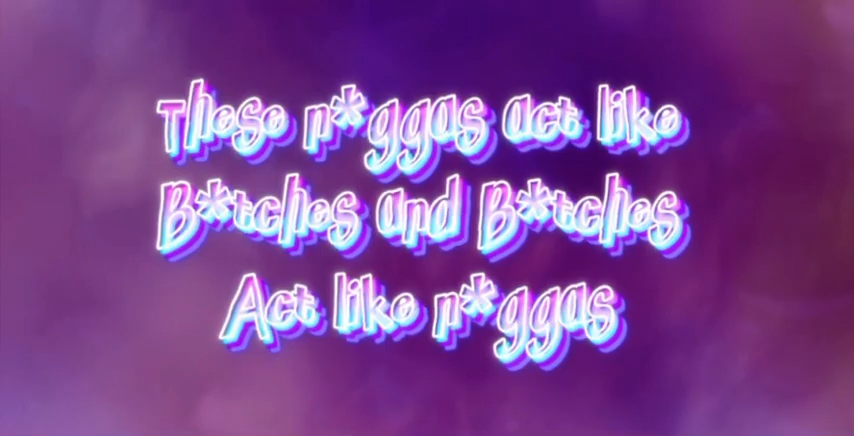 These n*ggas act like
B*tches and B*tches
Act like n*ggas